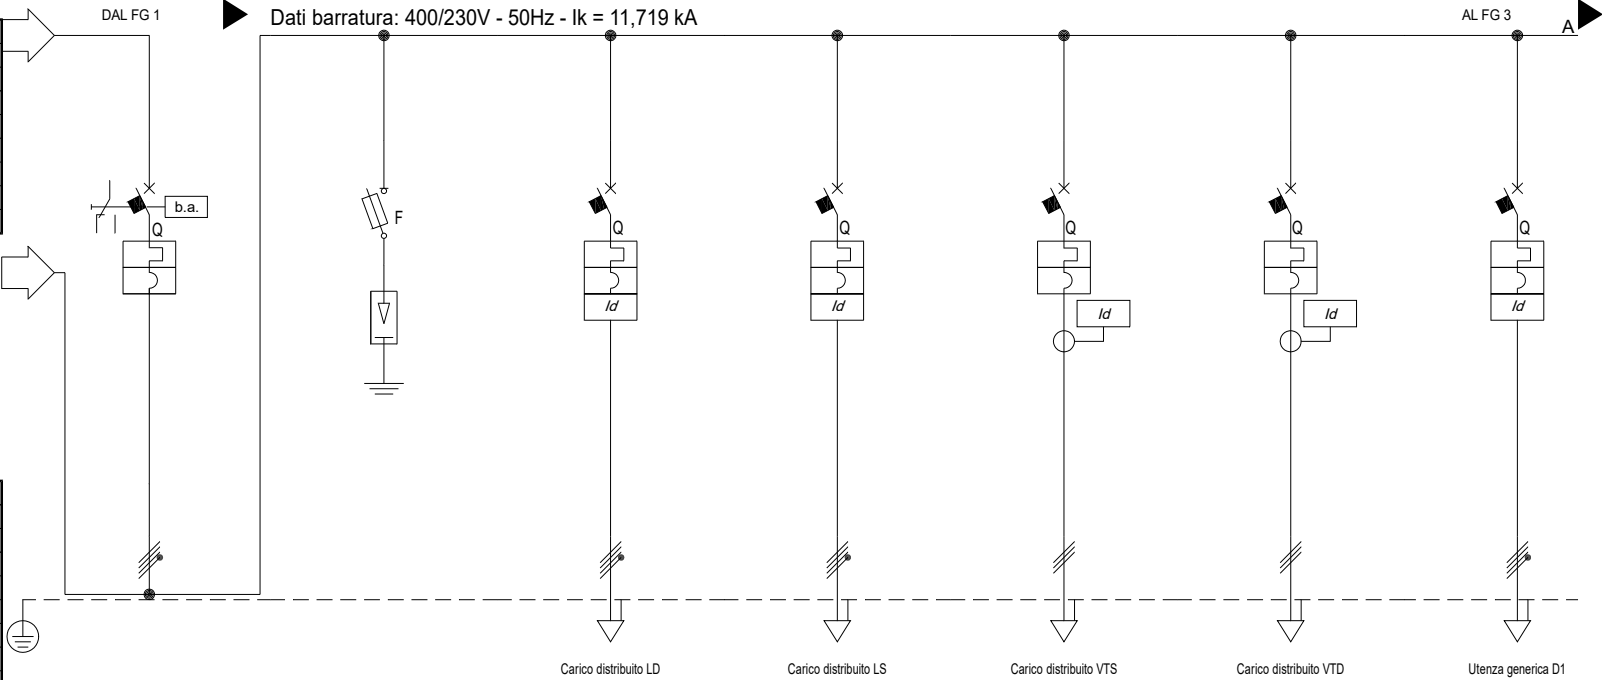 DAL FG 1
Dati barratura: 400/230V - 50Hz - Ik = 11,719 kA
AL FG 3
A
b.a.
Q
F
Q
Q
Q
Q
Q
Id
Id
Id
Id
Id
Carico distribuito LD
Carico distribuito LS
Carico distribuito VTS
Carico distribuito VTD
Utenza generica D1